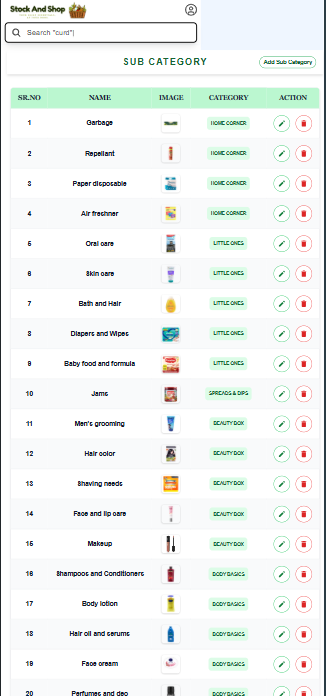 Stock And Shop
Search "curd"|
SUB CATEGORY
Add Sub Category
SR.NO NAME IMAGE CATEGORY ACTION
1 Garbage HOME CORNER
2 Repellant HOME CORNER
3 Paper disposable HOME CORNER
4 Air freshner HOME CORNER
5 Oral care LITTLE ONES
6 Skin care LITTLE ONES
7 Bath and Hair LITTLE ONES
8 Diapers and Wipes LITTLE ONES
9 Baby food and formula LITTLE ONES
10 Jams SPREADS & DIPS
11 Men's grooming BEAUTY BOX
12 Hair color BEAUTY BOX
13 Shaving needs BEAUTY BOX
14 Face and lip care BEAUTY BOX
15 Makeup BEAUTY BOX
16 Shampoos and Conditioners BODY BASICS
17 Body lotion BODY BASICS
18 Hair oil and serums BODY BASICS
19 Face cream BODY BASICS
20 Perfumes and deo BODY BASICS